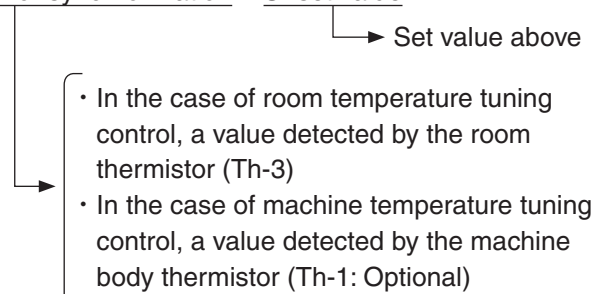 Set value above
· In the case of room temperature tuning
control, a value detected by the room
thermistor (Th-3)
· In the case of machine temperature tuning
control, a value detected by the machine
body thermistor (Th-1: Optional)